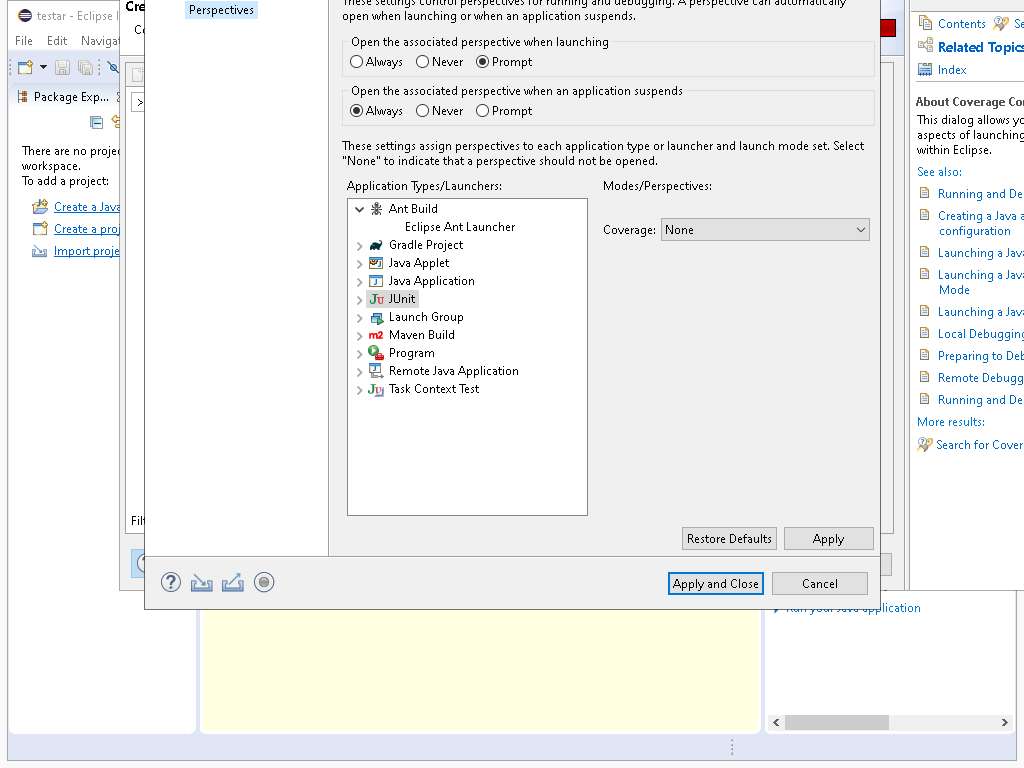 testar - Eclipse I
File Edit Navigat
Package Exp...
There are no proje
workspace.
To add a project:
Create a Java
Create a proj
Import proje
Cre
Perspectives
These settings control perspectives for running and debugging. A perspective can automatically
open when launching or when an application suspends.
Open the associated perspective when launching
Always Never Prompt
Open the associated perspective when an application suspends
Always Never Prompt
These settings assign perspectives to each application type or launcher and launch mode set. Select
"None" to indicate that a perspective should not be opened.
Application Types/Launchers:
Modes/Perspectives:
Ant Build
Eclipse Ant Launcher
Gradle Project
Java Applet
Java Application
JUnit
Launch Group
Maven Build
Program
Remote Java Application
Task Context Test
Coverage: None
Filt
Restore Defaults Apply
Apply and Close Cancel
Contents Se
Related Topics
Index
About Coverage Co
This dialog allows yo
aspects of launching
within Eclipse.
See also:
Running and De
Creating a Java a
configuration
Launching a Java
Launching a Java
Mode
Launching a Java
Local Debugging
Preparing to Deb
Remote Debugg
Running and De
More results:
Search for Cover
Run your Java application